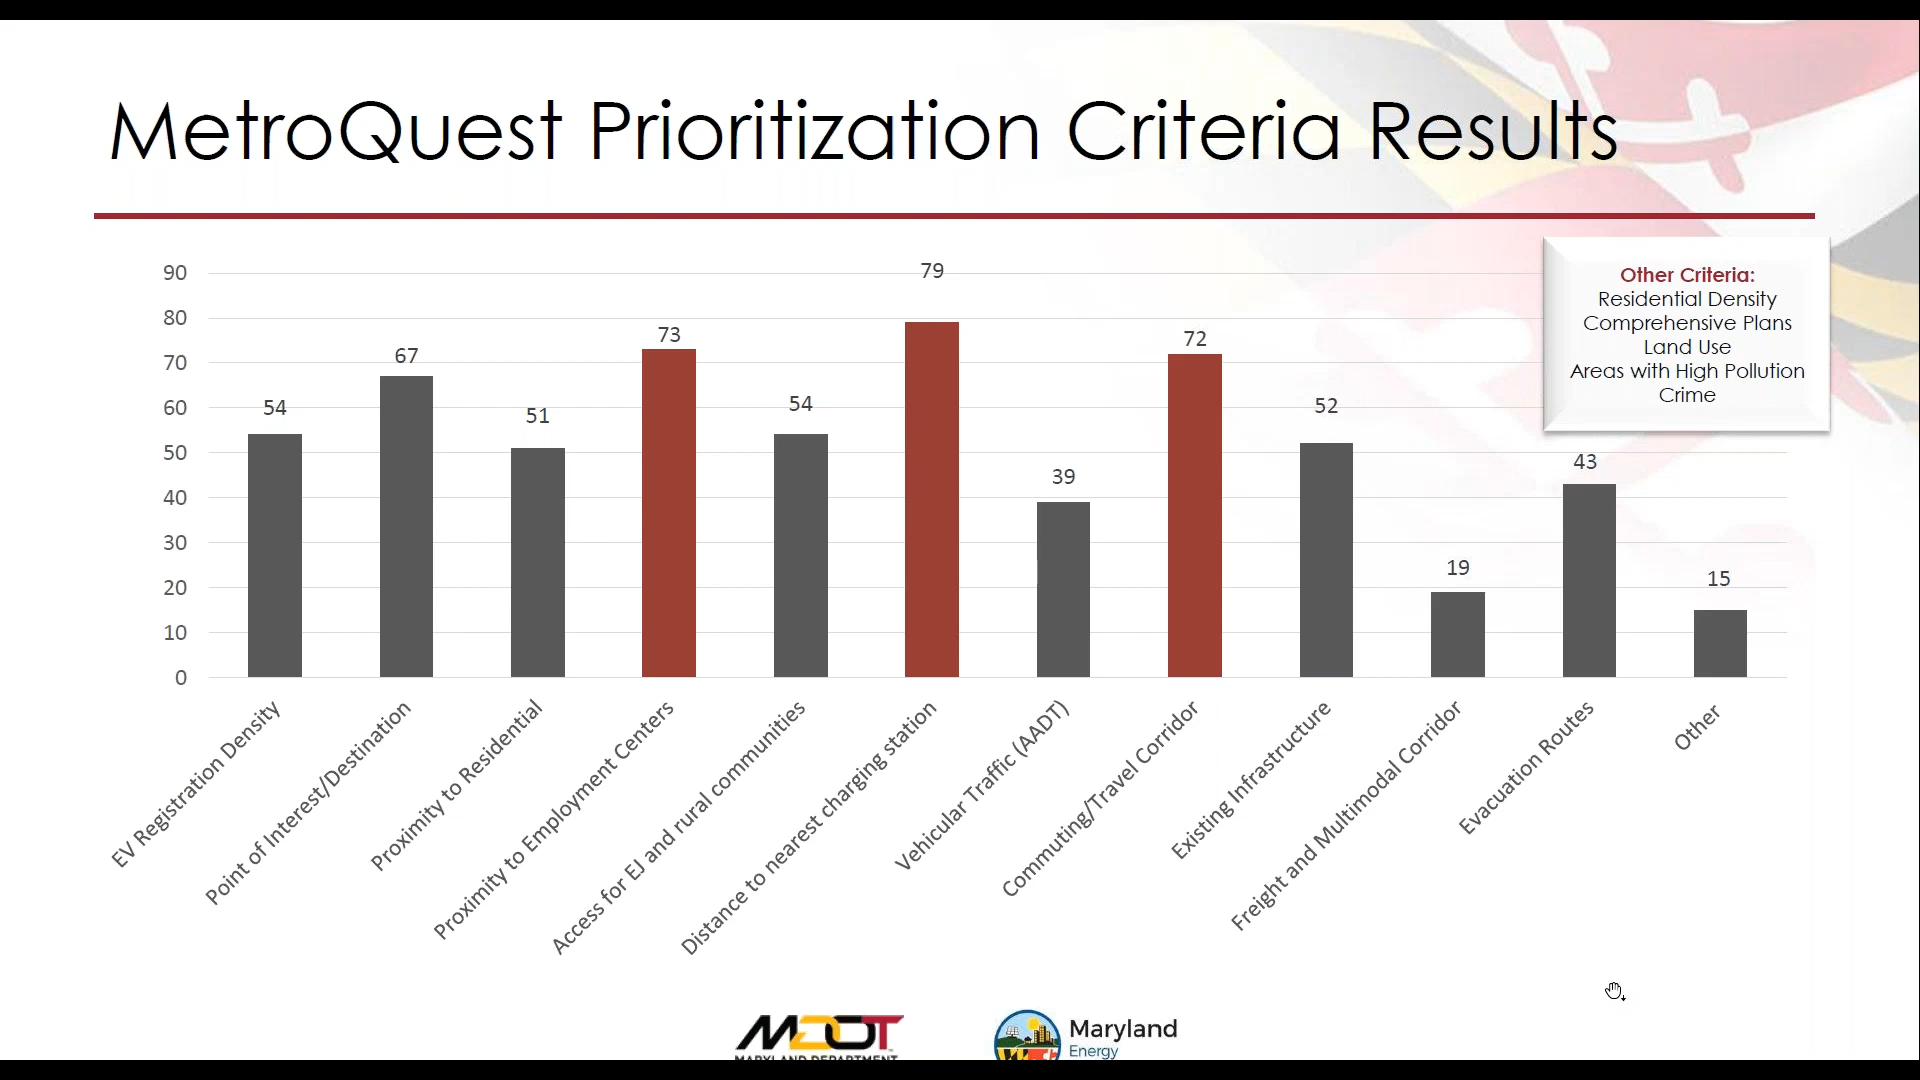 MetroQuest Prioritization Criteria Results
Other Criteria:
Residential Density
Comprehensive Plans
Land Use
Areas with High Pollution
Crime
90
80
70
60
50
40
30
20
10
0
54
67
51
73
54
79
39
72
52
19
43
15
EV Registration Density
Point of Interest/Destination
Proximity to Residential
Proximity to Employment Centers
Access for EJ and rural communities
Distance to nearest charging station
Vehicular Traffic (AADT)
Commuting/Travel Corridor
Existing Infrastructure
Freight and Multimodal Corridor
Evacuation Routes
Other
MDOT
MARYLAND DEPARTMENT
Maryland
Energy